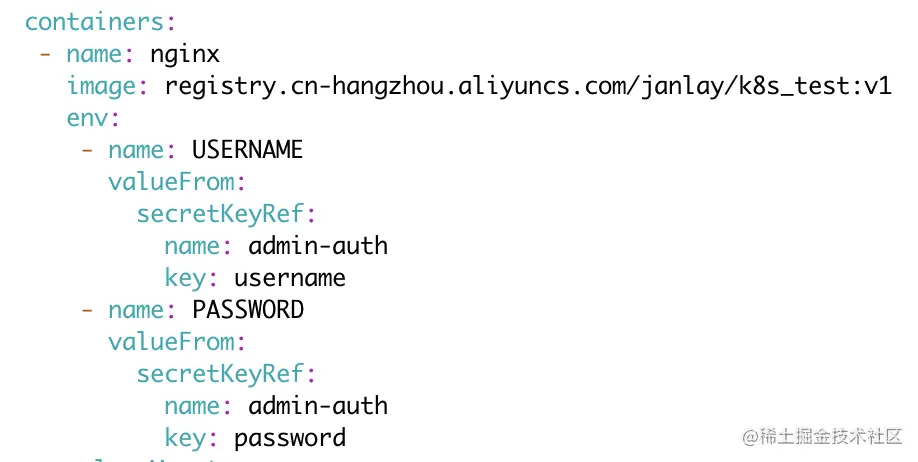 containers:
- name: nginx
image: registry.cn-hangzhou.aliyuncs.com/janlay/k8s_test:v1
env:
- name: USERNAME
valueFrom:
secretKeyRef:
name: admin-auth
key: username
- name: PASSWORD
valueFrom:
secretKeyRef:
name: admin-auth
key: password
@稀土掘金技术社区